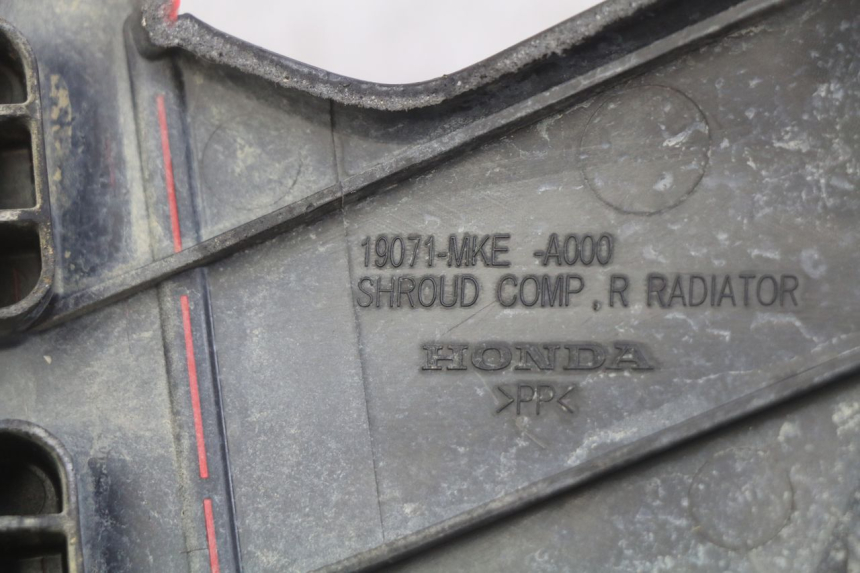 19071-MKE -A000
SHROUD COMP , R RADIATOR
HONDA
>PP<